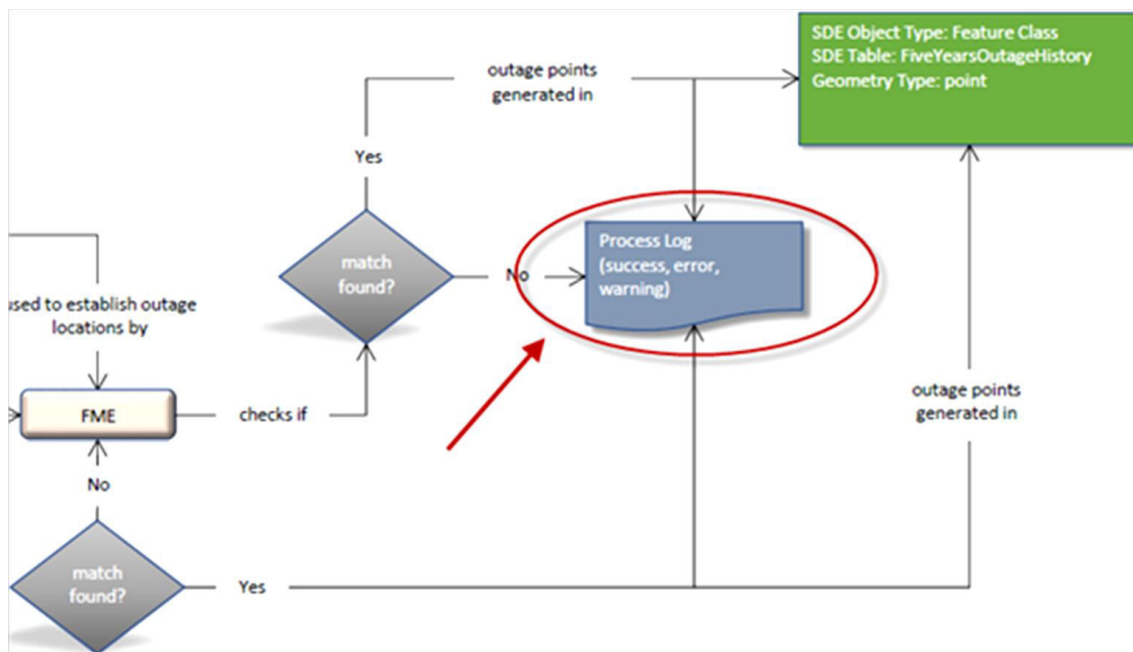 SDE Object Type: Feature Class
SDE Table: FiveYearsOutageHistory
Geometry Type: point
outage points
generated in
Yes
match
found?
No
Process Log
(success, error,
warning)
used to establish outage
locations by
FME
checks if
outage points
generated in
No
match
found?
Yes